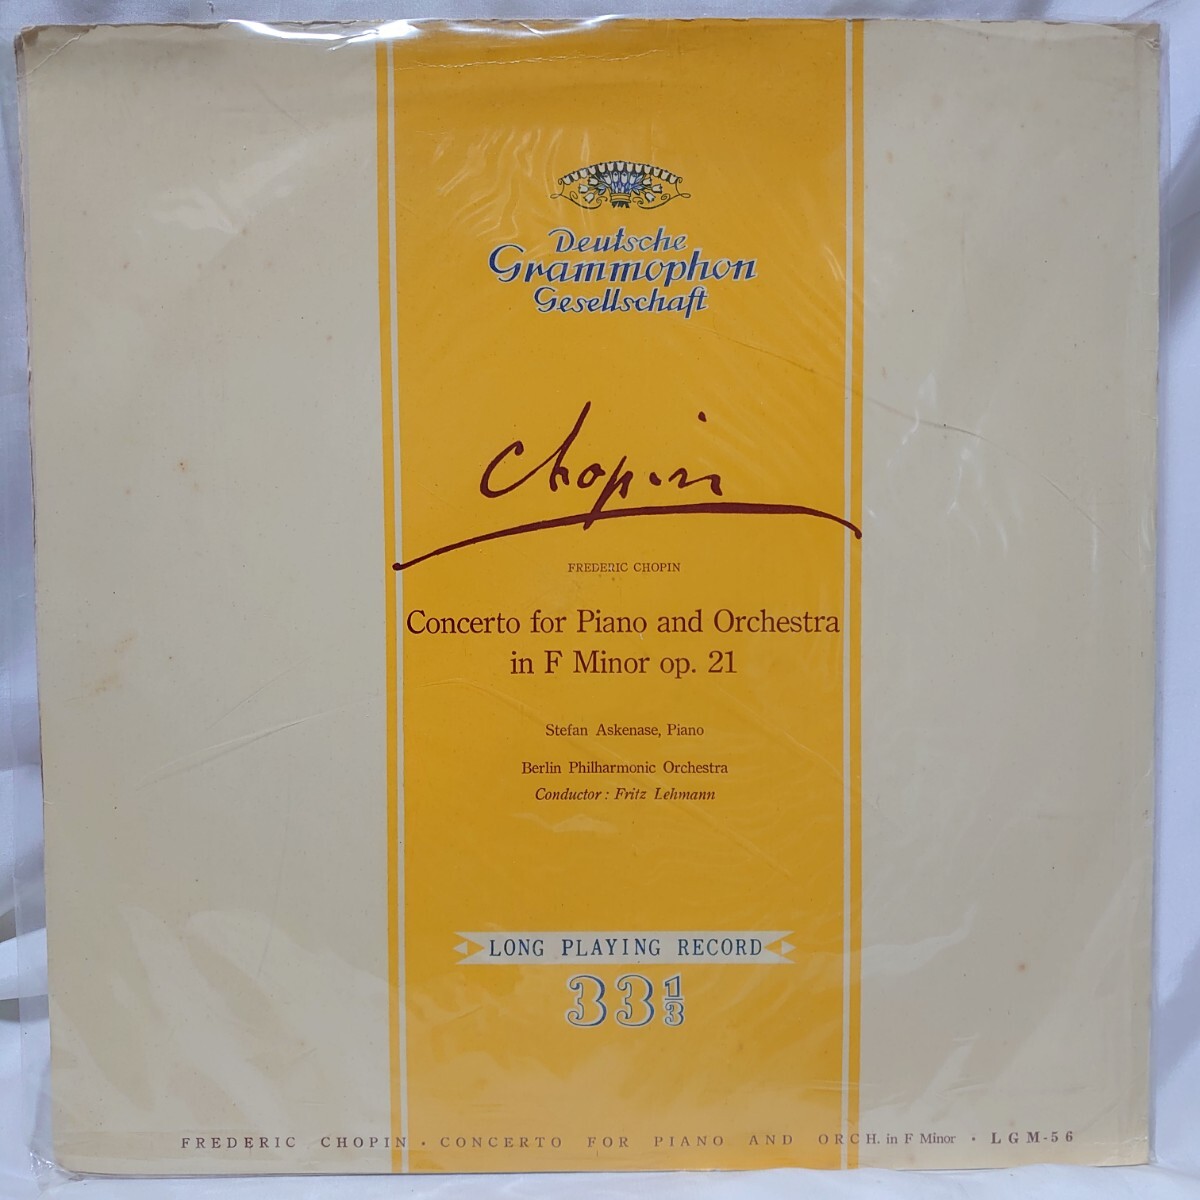 Deutsche
Grammophon
Gesellschaft
Chopin
FREDERIC CHOPIN
Concerto for Piano and Orchestra
in F Minor op. 21
Stefan Askenase, Piano
Berlin Philharmonic Orchestra
Conductor : Fritz Lehmann
LONG PLAYING RECORD
33 1/3
FREDERIC CHOPIN · CONCERTO FOR PIANO AND ORCH. in F Minor · LGM-56